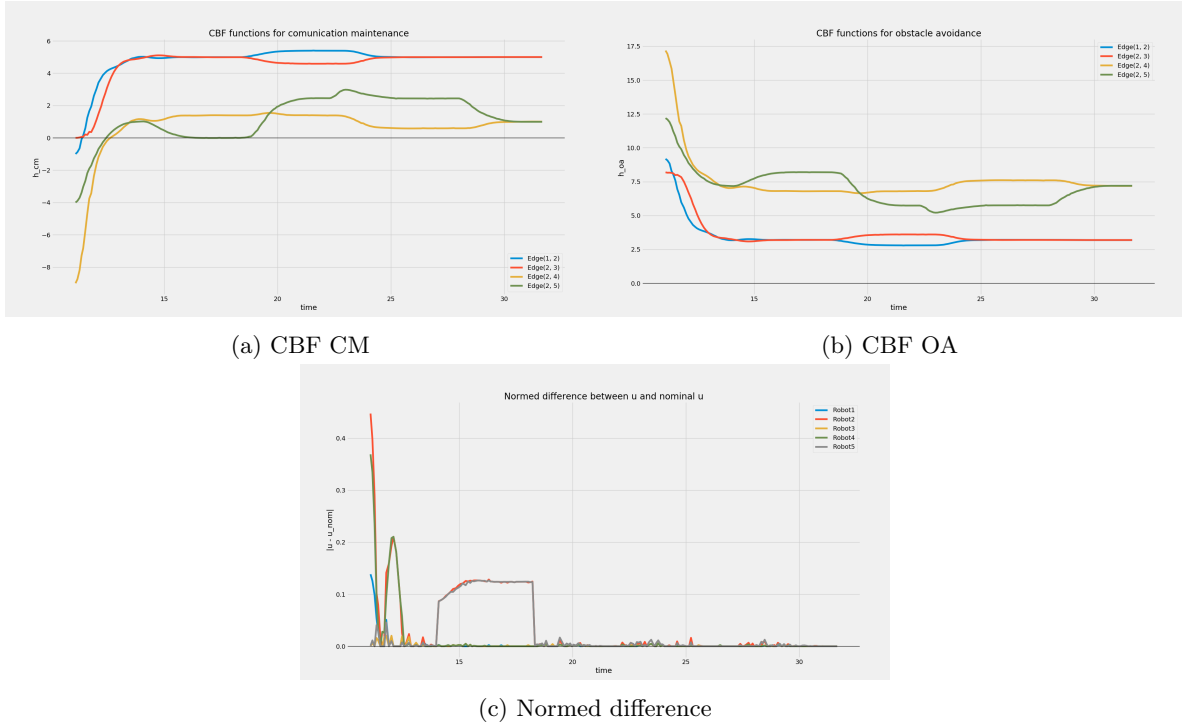 CBF functions for comunication maintenance
6
4
2
0
−2
−4
−6
−8
h_cm
15
20
25
30
time
Edge(1, 2)
Edge(2, 3)
Edge(2, 4)
Edge(2, 5)
(a) CBF CM
CBF functions for obstacle avoidance
17.5
15.0
12.5
10.0
7.5
5.0
2.5
0.0
h_oa
15
20
25
30
time
Edge(1, 2)
Edge(2, 3)
Edge(2, 4)
Edge(2, 5)
(b) CBF OA
Normed difference between u and nominal u
0.4
0.3
0.2
0.1
0.0
|u - u_nom|
15
20
25
30
time
Robot1
Robot2
Robot3
Robot4
Robot5
(c) Normed difference